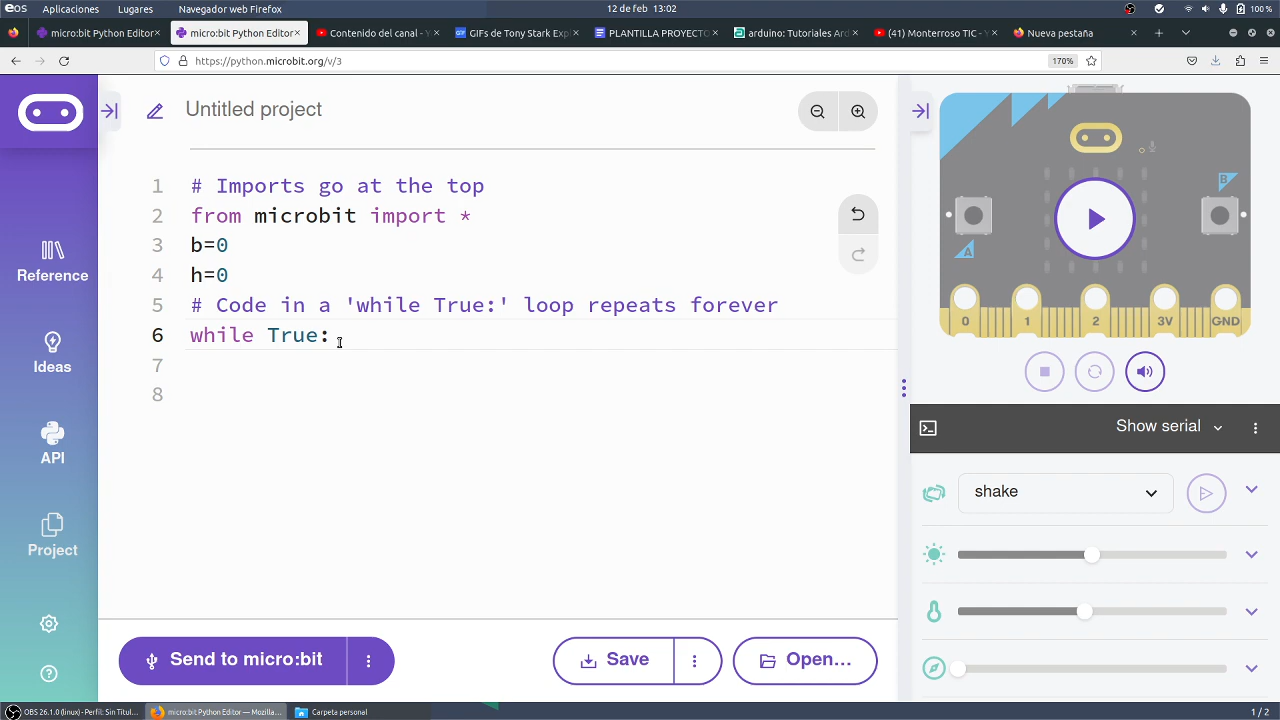 Aplicaciones Lugares Navegador web Firefox 12 de feb 13:02 100 %
micro:bit Python Editor micro:bit Python Editor Contenido del canal - Y GIFs de Tony Stark Expl PLANTILLA PROYECTO arduino: Tutoriales Ard (41) Monterroso TIC - Y Nueva pestaña
https://python.microbit.org/v/3 170%
Untitled project
1 # Imports go at the top
2 from microbit import *
3 b=0
4 h=0
5 # Code in a 'while True:' loop repeats forever
6 while True:
7
8
Reference
Ideas
API
Project
Send to micro:bit
Save
Open...
A
B
0 1 2 3V GND
Show serial
shake
OBS 26.1.0 (linux) - Perfil: Sin Titul... micro:bit Python Editor — Mozilla... Carpeta personal 1 / 2